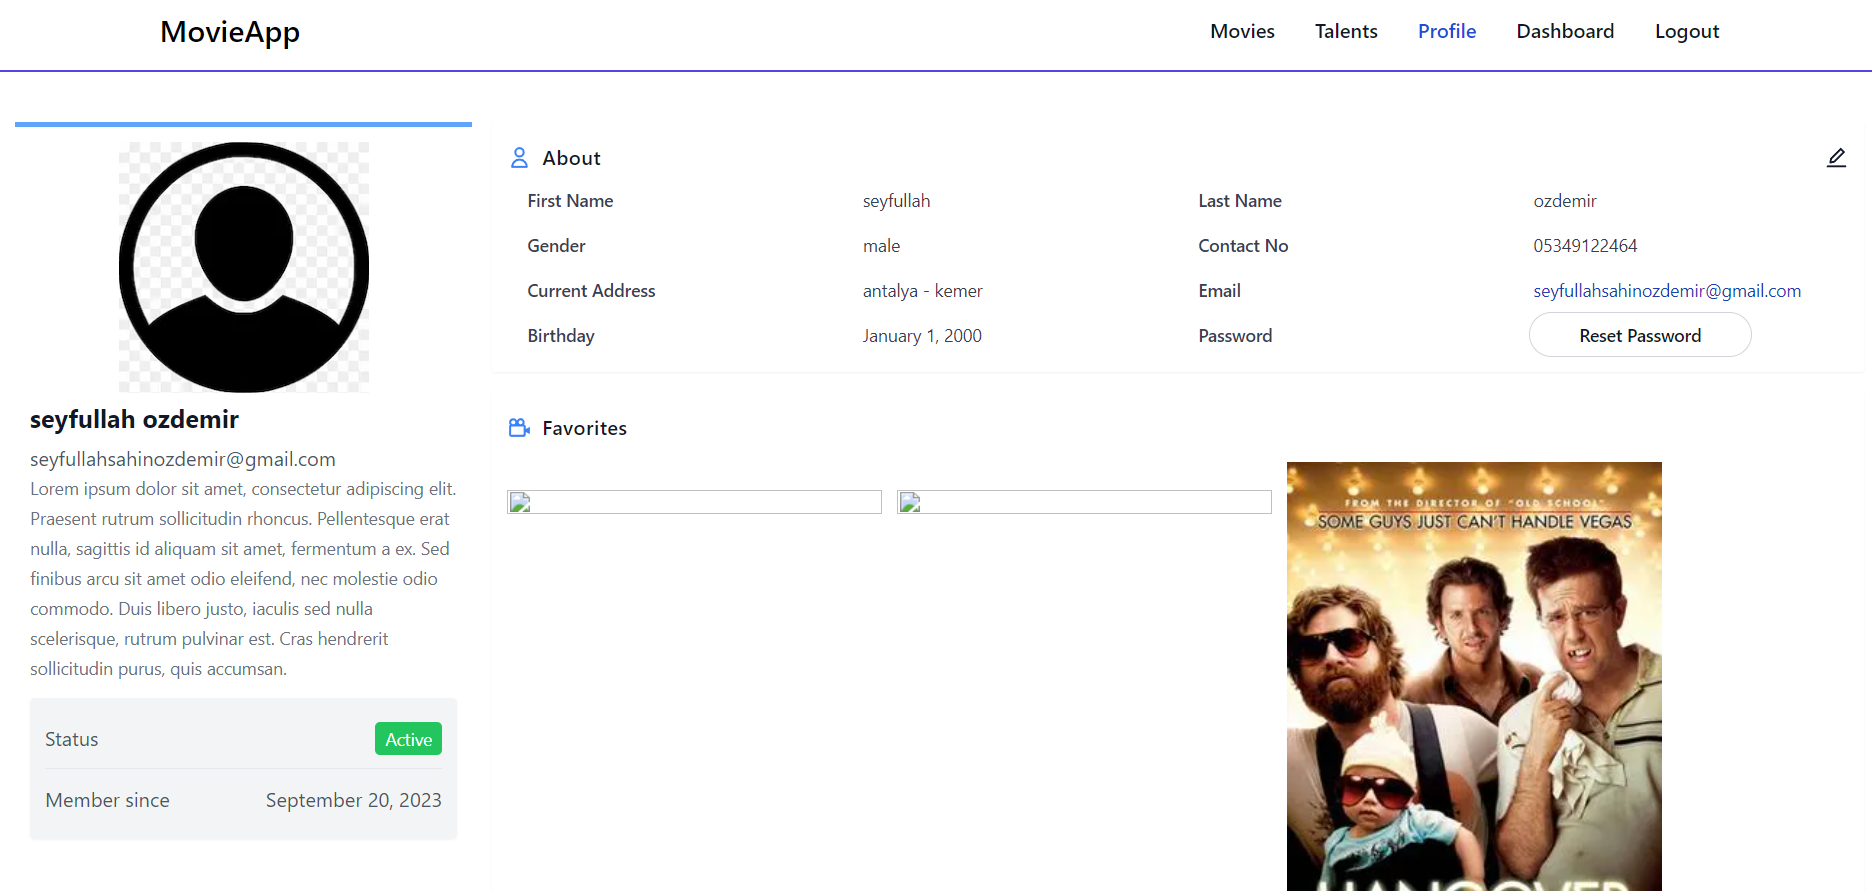 MovieApp
Movies
Talents
Profile
Dashboard
Logout
seyfullah ozdemir
seyfullahsahinozdemir@gmail.com
Lorem ipsum dolor sit amet, consectetur adipiscing elit.
Praesent rutrum sollicitudin rhoncus. Pellentesque erat
nulla, sagittis id aliquam sit amet, fermentum a ex. Sed
finibus arcu sit amet odio eleifend, nec molestie odio
commodo. Duis libero justo, iaculis sed nulla
scelerisque, rutrum pulvinar est. Cras hendrerit
sollicitudin purus, quis accumsan.
Status Active
Member since September 20, 2023
About
First Name seyfullah Last Name ozdemir
Gender male Contact No 05349122464
Current Address antalya - kemer Email seyfullahsahinozdemir@gmail.com
Birthday January 1, 2000 Password Reset Password
Favorites
FROM THE DIRECTOR OF "OLD SCHOOL"
SOME GUYS JUST CAN'T HANDLE VEGAS
HANGOVER